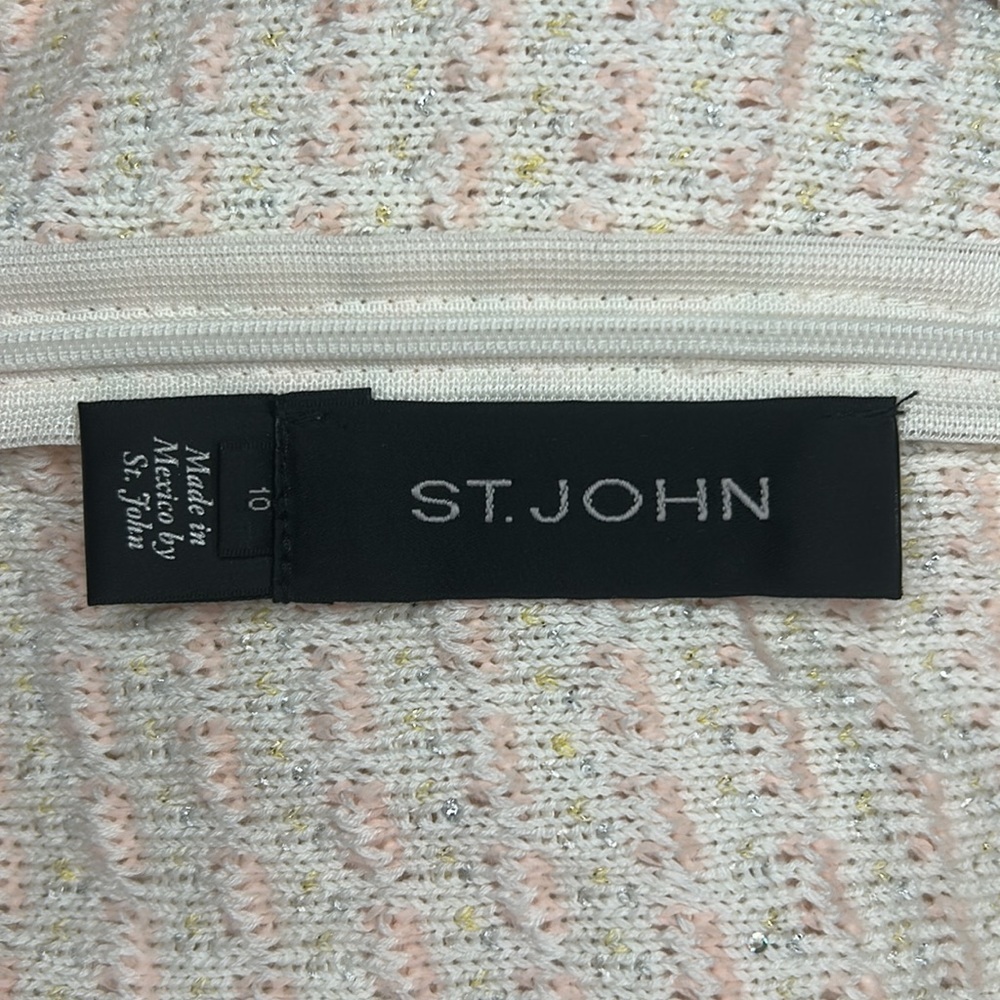 ST. JOHN
Made in
Mexico by
St. John
10